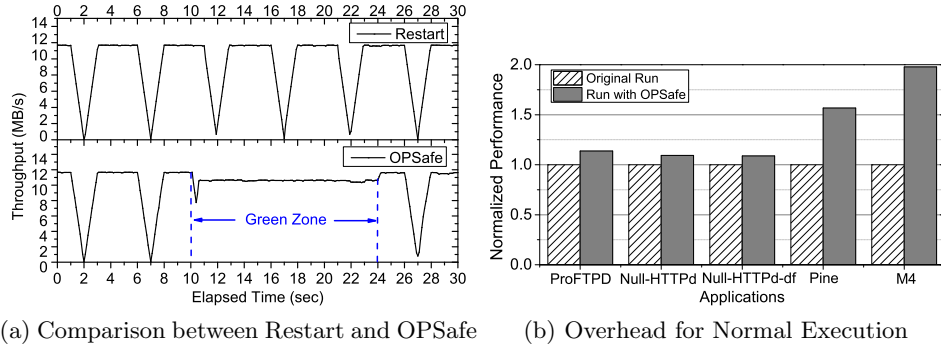 0 2 4 6 8 10 12 14 16 18 20 22 24 26 28 30
14
12
10
8
6
4
2
0
Restart
14
12
10
8
6
4
2
0
OPSafe
Green Zone
Throughput (MB/s)
0 2 4 6 8 10 12 14 16 18 20 22 24 26 28 30
Elapsed Time (sec)
(a) Comparison between Restart and OPSafe
2.0
1.5
1.0
0.5
0.0
Normalized Performance
Original Run
Run with OPSafe
ProFTPD Null-HTTPd Null-HTTPd-df Pine M4
Applications
(b) Overhead for Normal Execution